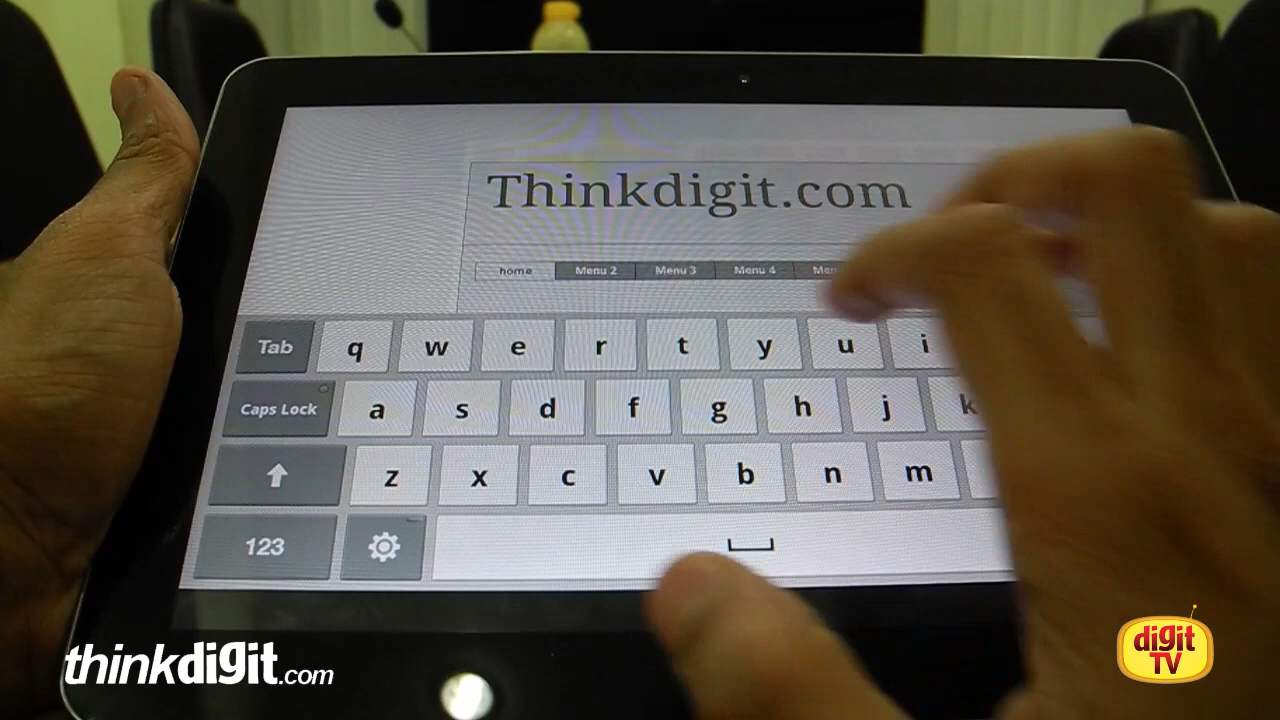 Thinkdigit.com
home Menu 2 Menu 3 Menu 4
Tab q w e r t y u i
Caps Lock a s d f g h j k
z x c v b n m
123
thinkdigit.com
digit
TV